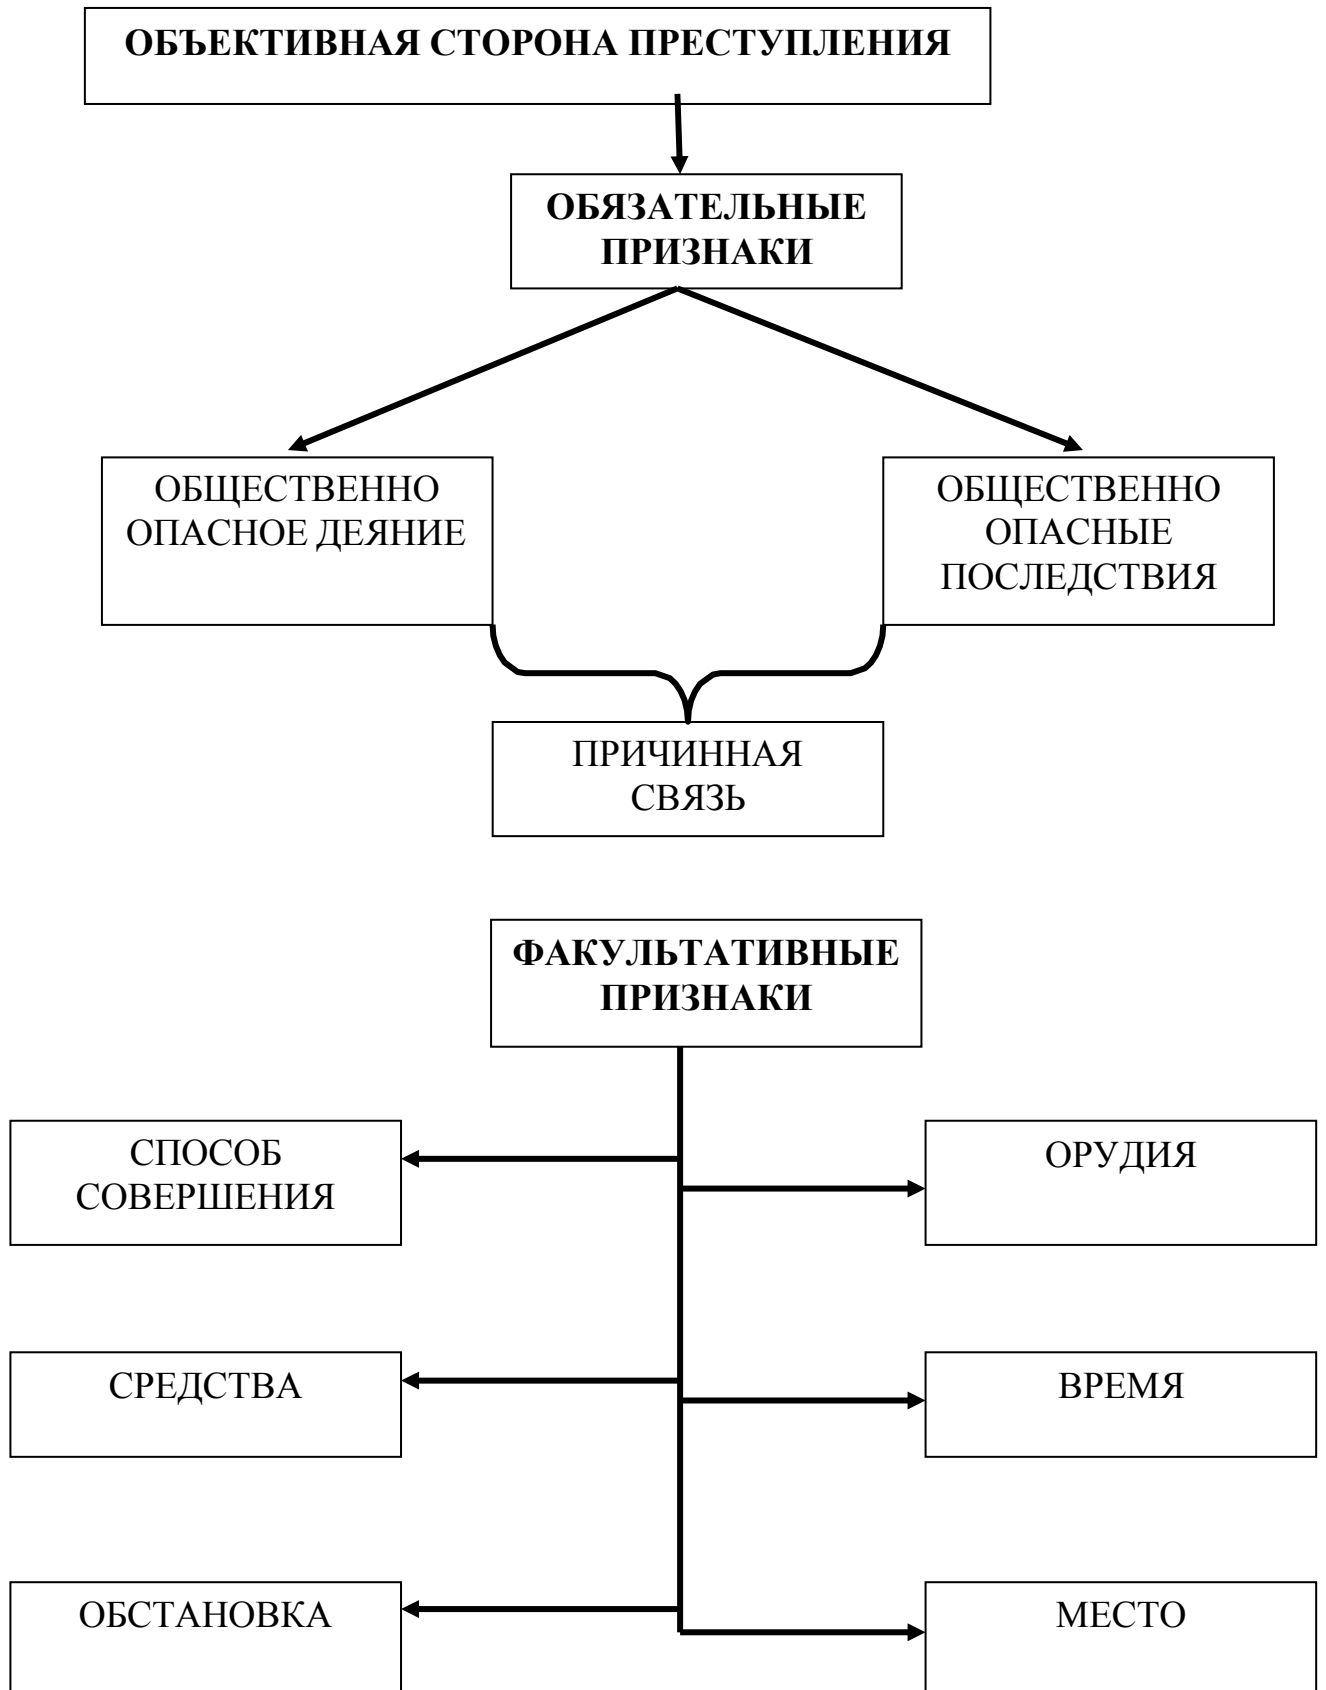 ОБЪЕКТИВНАЯ СТОРОНА ПРЕСТУПЛЕНИЯ
ОБЯЗАТЕЛЬНЫЕ
ПРИЗНАКИ
ОБЩЕСТВЕННО
ОПАСНОЕ ДЕЯНИЕ
ОБЩЕСТВЕННО
ОПАСНЫЕ
ПОСЛЕДСТВИЯ
ПРИЧИННАЯ
СВЯЗЬ
ФАКУЛЬТАТИВНЫЕ
ПРИЗНАКИ
СПОСОБ
СОВЕРШЕНИЯ
ОРУДИЯ
СРЕДСТВА
ВРЕМЯ
ОБСТАНОВКА
МЕСТО